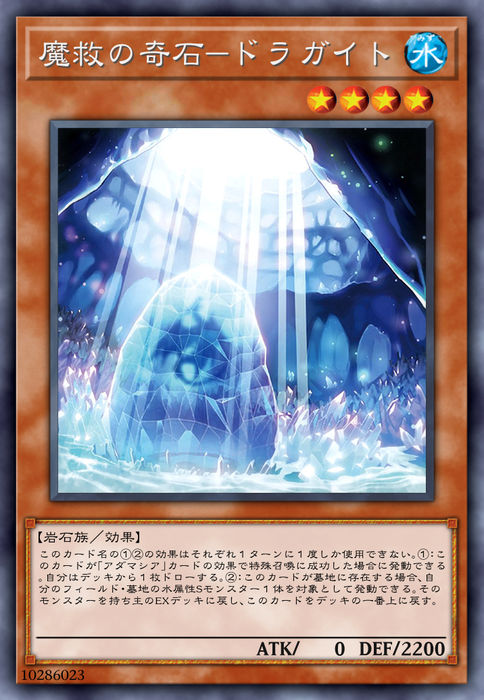 魔救の奇石-ドラガイト
みず
水
【岩石族/効果】
このカード名の①②の効果はそれぞれ1ターンに1度しか使用できない。①:こ
のカードが「アダマシア」カードの効果で特殊召喚に成功した場合に発動でき
る。自分はデッキから1枚ドローする。②:このカードが墓地に存在する場合、自
分のフィールド・墓地の水属性Sモンスター1体を対象として発動できる。その
モンスターを持ち主のEXデッキに戻し、このカードをデッキの一番上に戻す。
ATK/ 0 DEF/2200
10286023